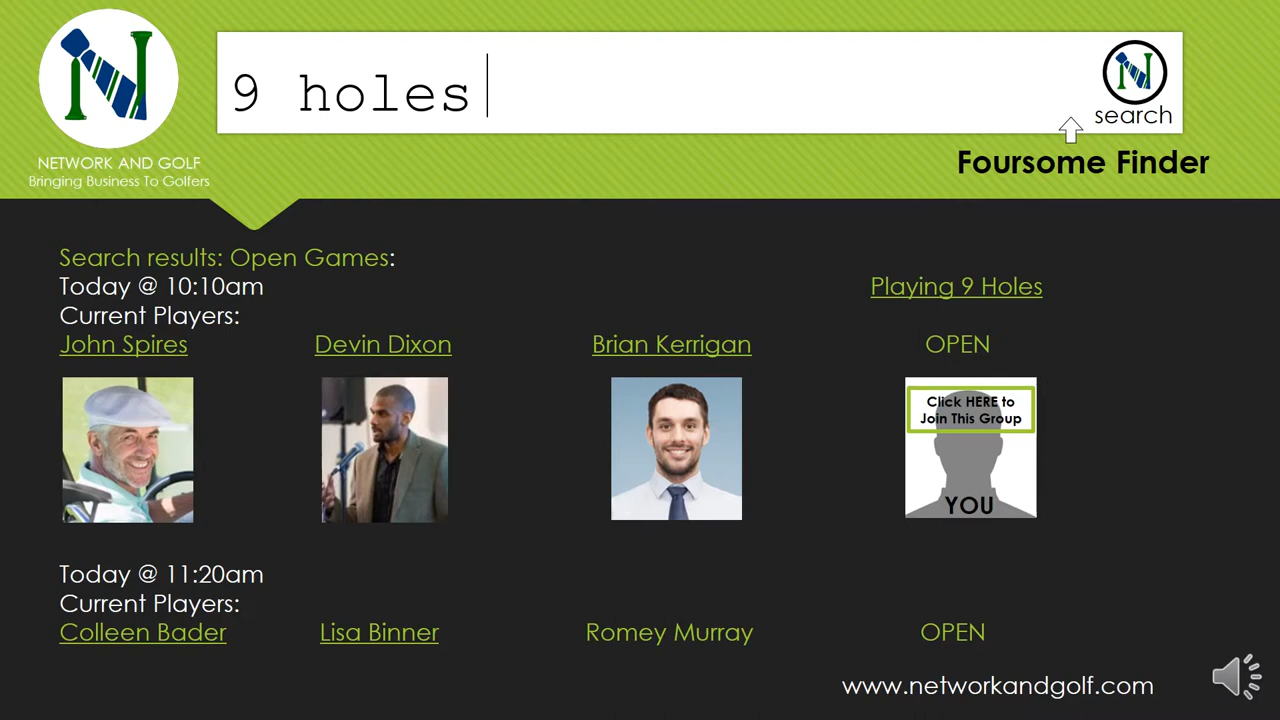 9 holes
search
Foursome Finder
NETWORK AND GOLF
Bringing Business To Golfers
Search results: Open Games:
Today @ 10:10am Playing 9 Holes
Current Players:
John Spires Devin Dixon Brian Kerrigan OPEN
Click HERE to
Join This Group
YOU
Today @ 11:20am
Current Players:
Colleen Bader Lisa Binner Romey Murray OPEN
www.networkandgolf.com